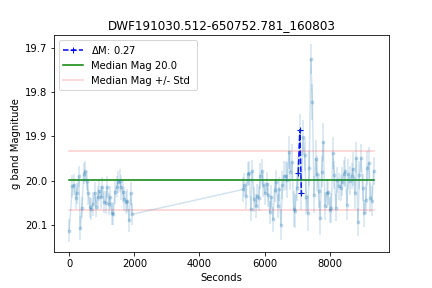 DWF191030.512-650752.781_160803
ΔM: 0.27
Median Mag 20.0
Median Mag +/- Std
g band Magnitude
19.7
19.8
19.9
20.0
20.1
0 2000 4000 6000 8000
Seconds